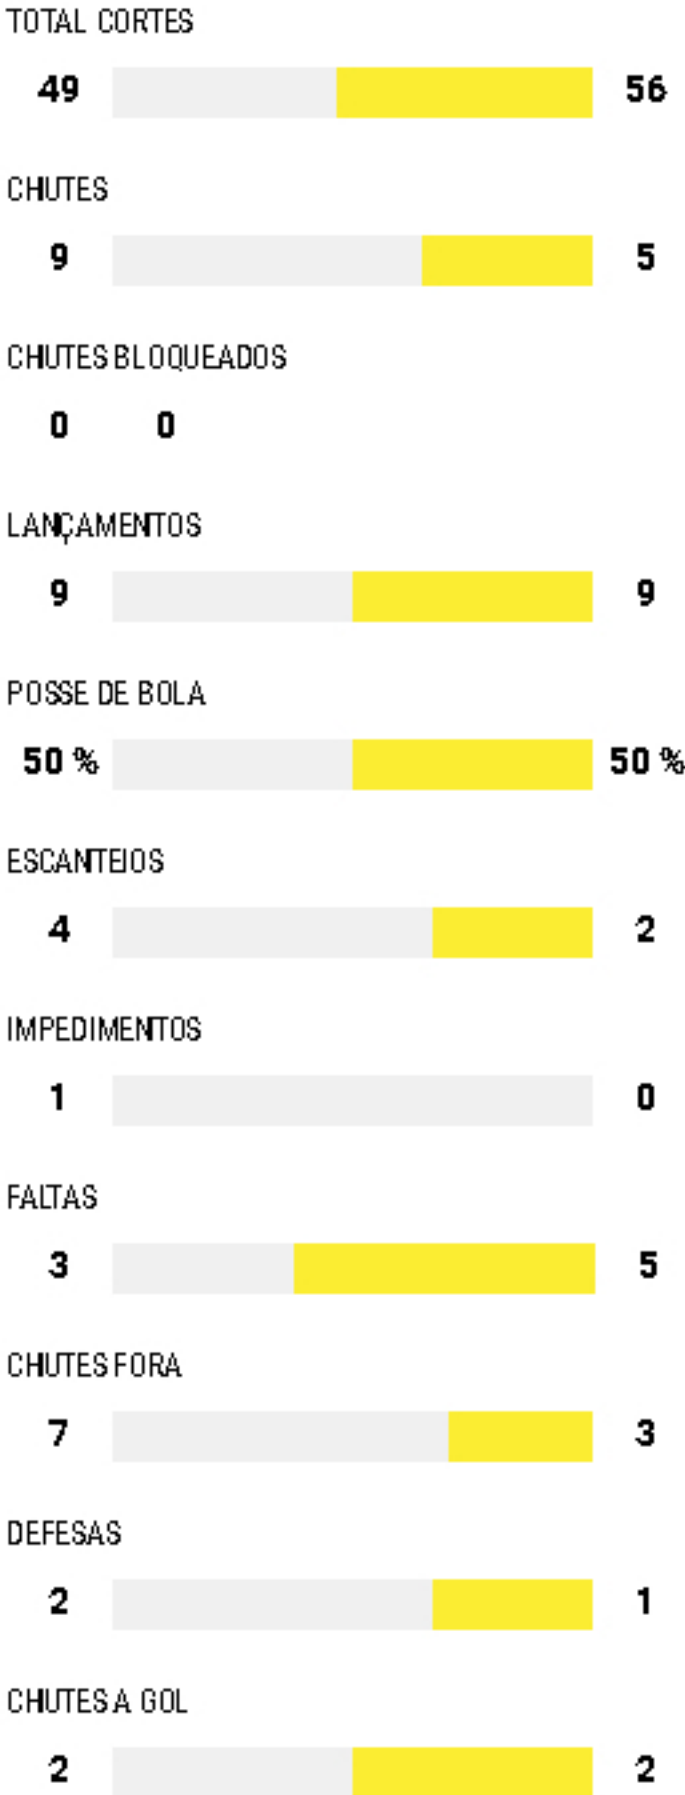 TOTAL CORTES
49 56
CHUTES
9 5
CHUTES BLOQUEADOS
0 0
LANÇAMENTOS
9 9
POSSE DE BOLA
50 % 50 %
ESCANTEIOS
4 2
IMPEDIMENTOS
1 0
FALTAS
3 5
CHUTES FORA
7 3
DEFESAS
2 1
CHUTES A GOL
2 2